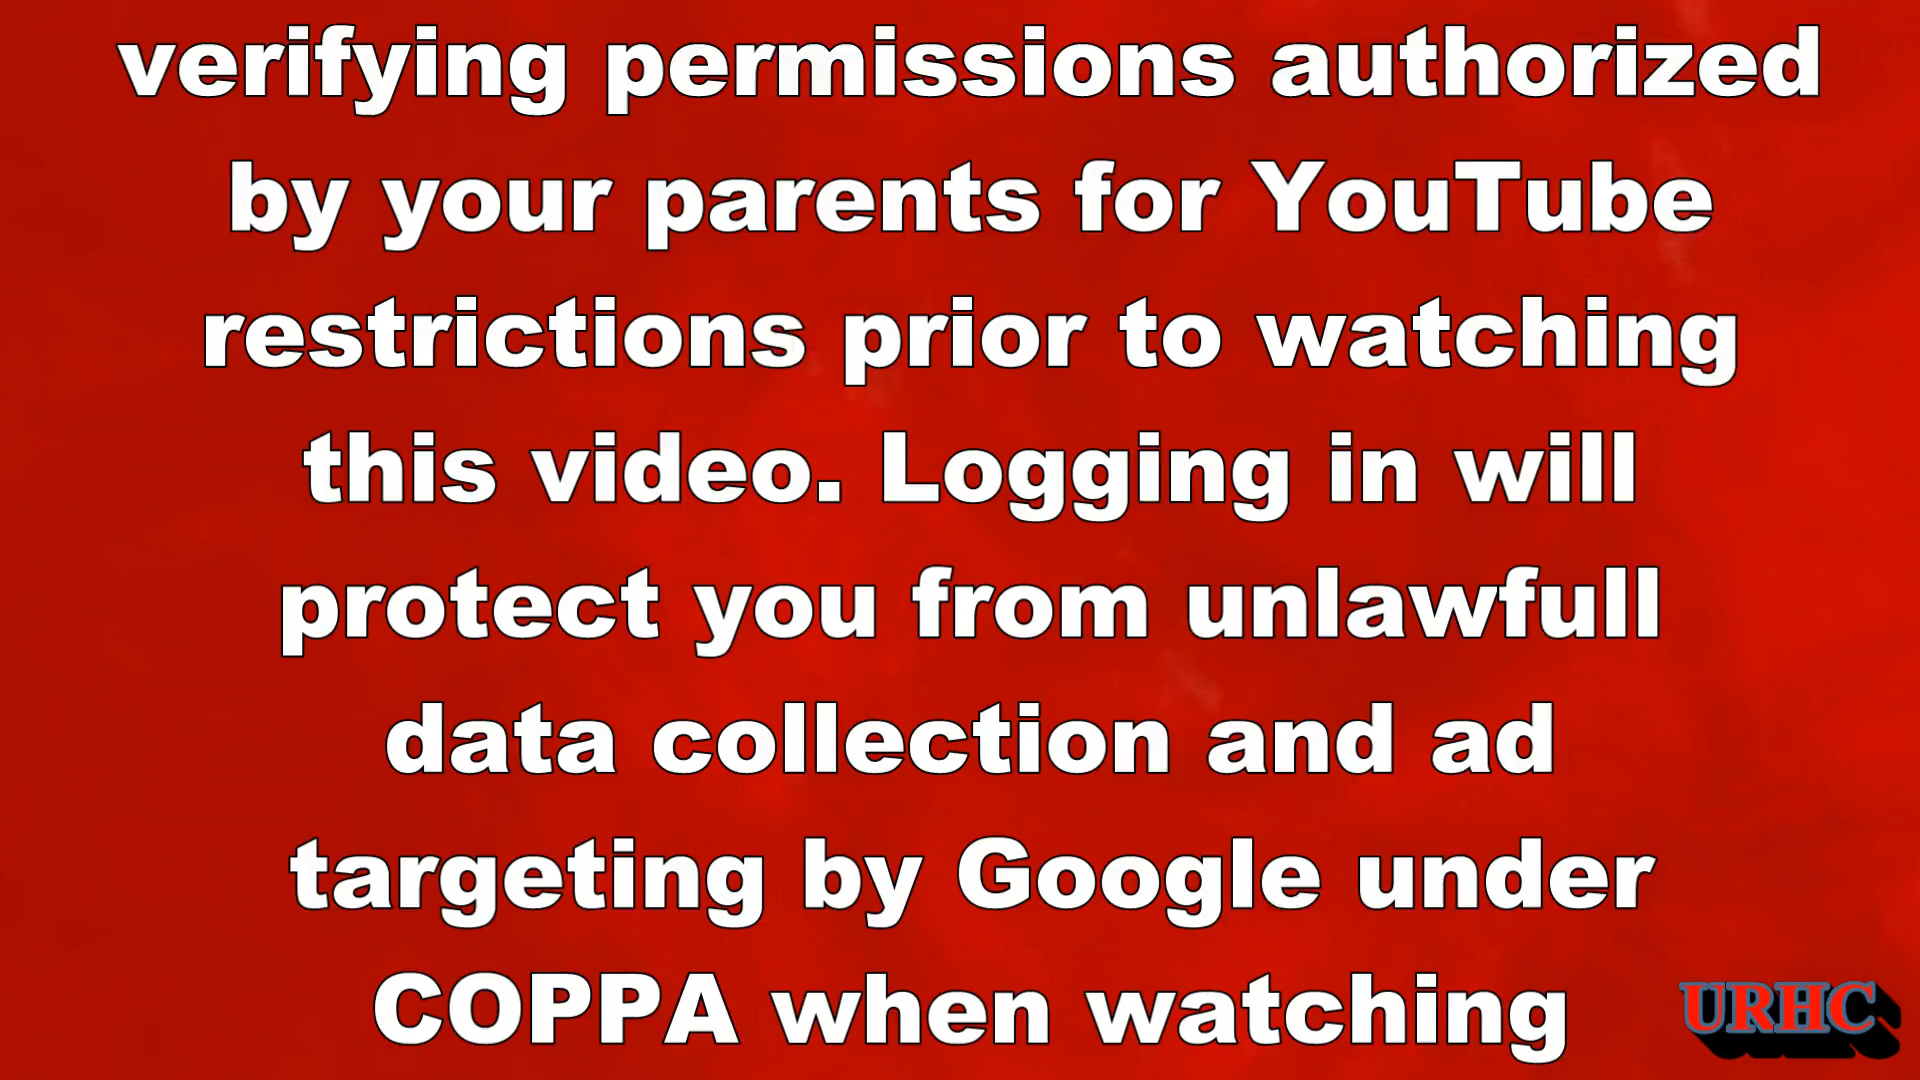 verifying permissions authorized
by your parents for YouTube
restrictions prior to watching
this video. Logging in will
protect you from unlawfull
data collection and ad
targeting by Google under
COPPA when watching
URHC